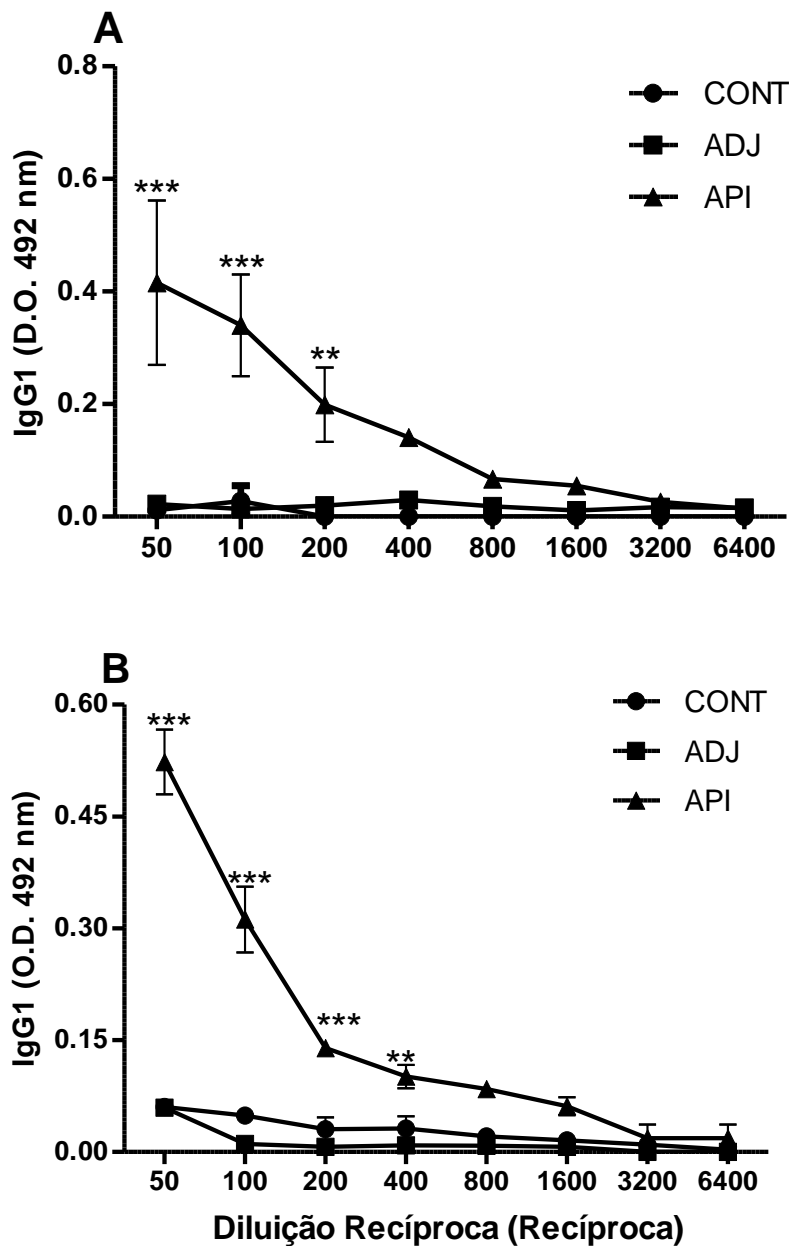 A
0.8
CONT
ADJ
0.6
API
***
***
0.4
**
0.2
0.0
IgG1 (D.O. 492 nm)
50 100 200 400 800 1600 3200 6400
B
0.60
CONT
***
ADJ
API
0.45
***
0.30
***
0.15
**
0.00
IgG1 (O.D. 492 nm)
50 100 200 400 800 1600 3200 6400
Diluição Recíproca (Recíproca)